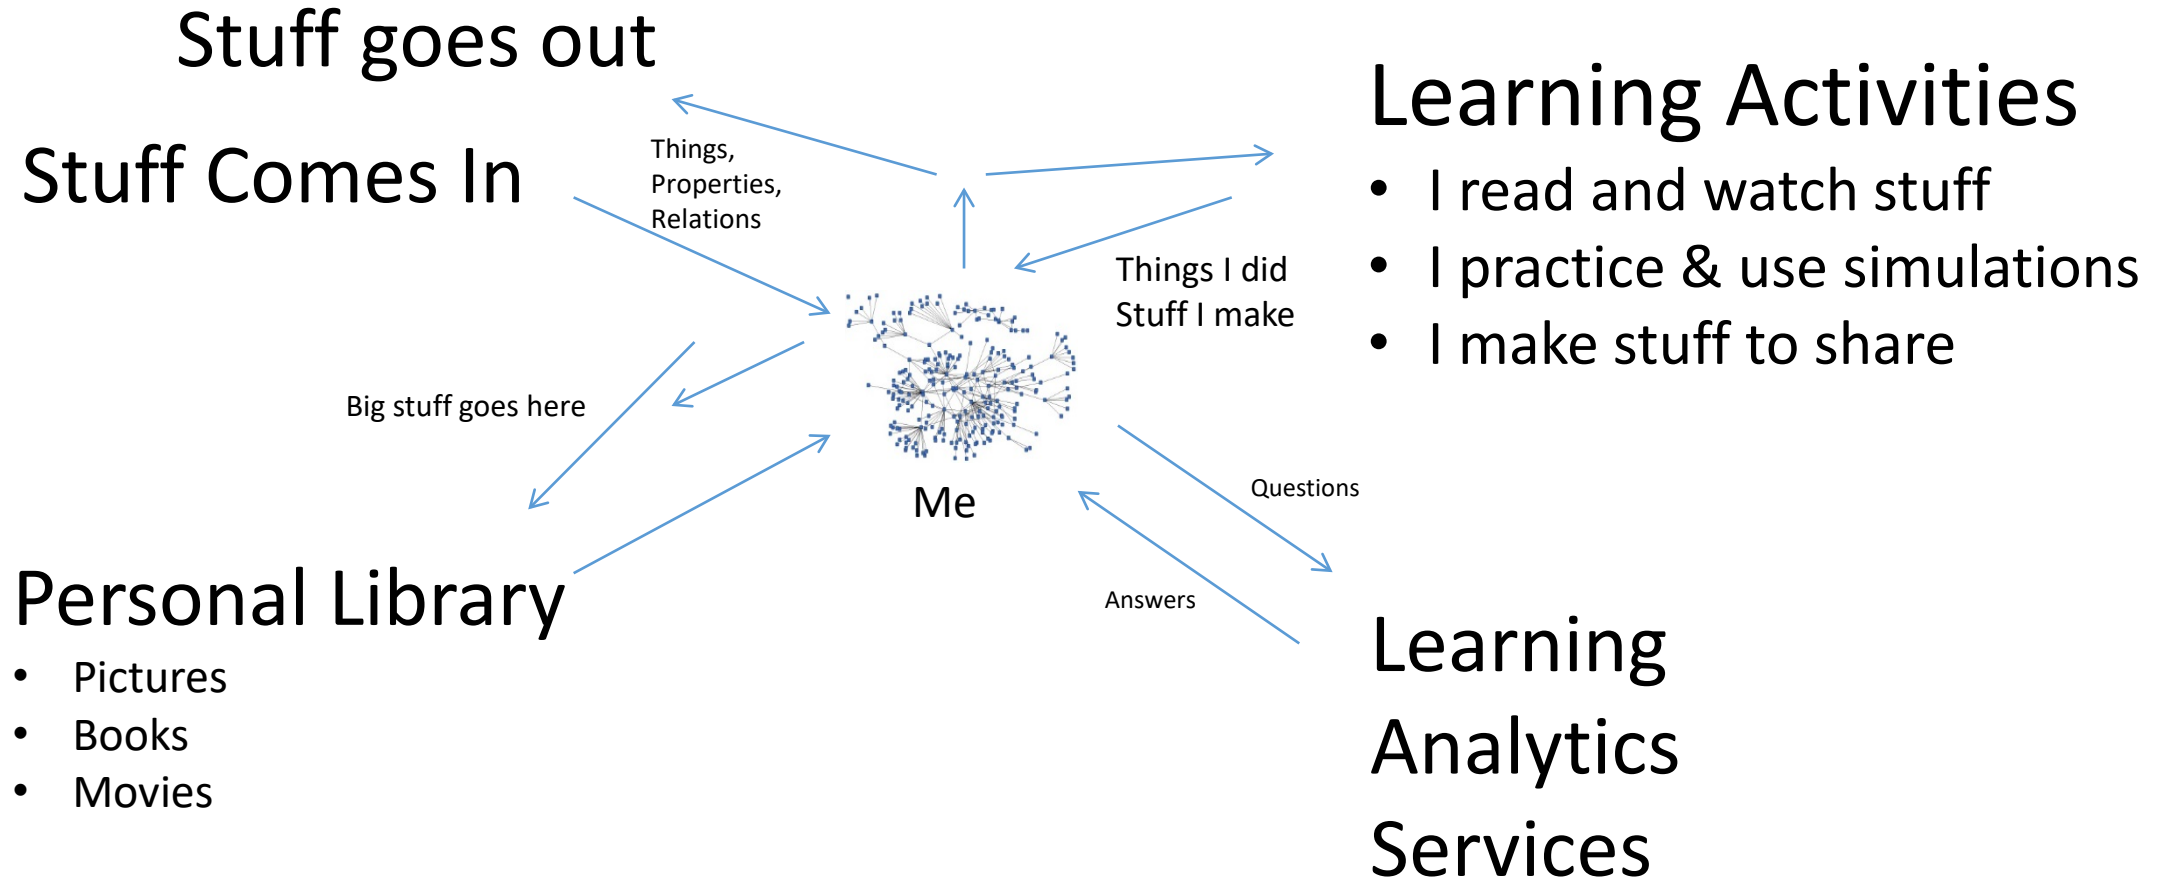 Stuff goes out
Stuff Comes In
Things,
Properties,
Relations
Learning Activities
• I read and watch stuff
• I practice & use simulations
• I make stuff to share
Things I did
Stuff I make
Big stuff goes here
Me
Questions
Answers
Personal Library
• Pictures
• Books
• Movies
Learning
Analytics
Services